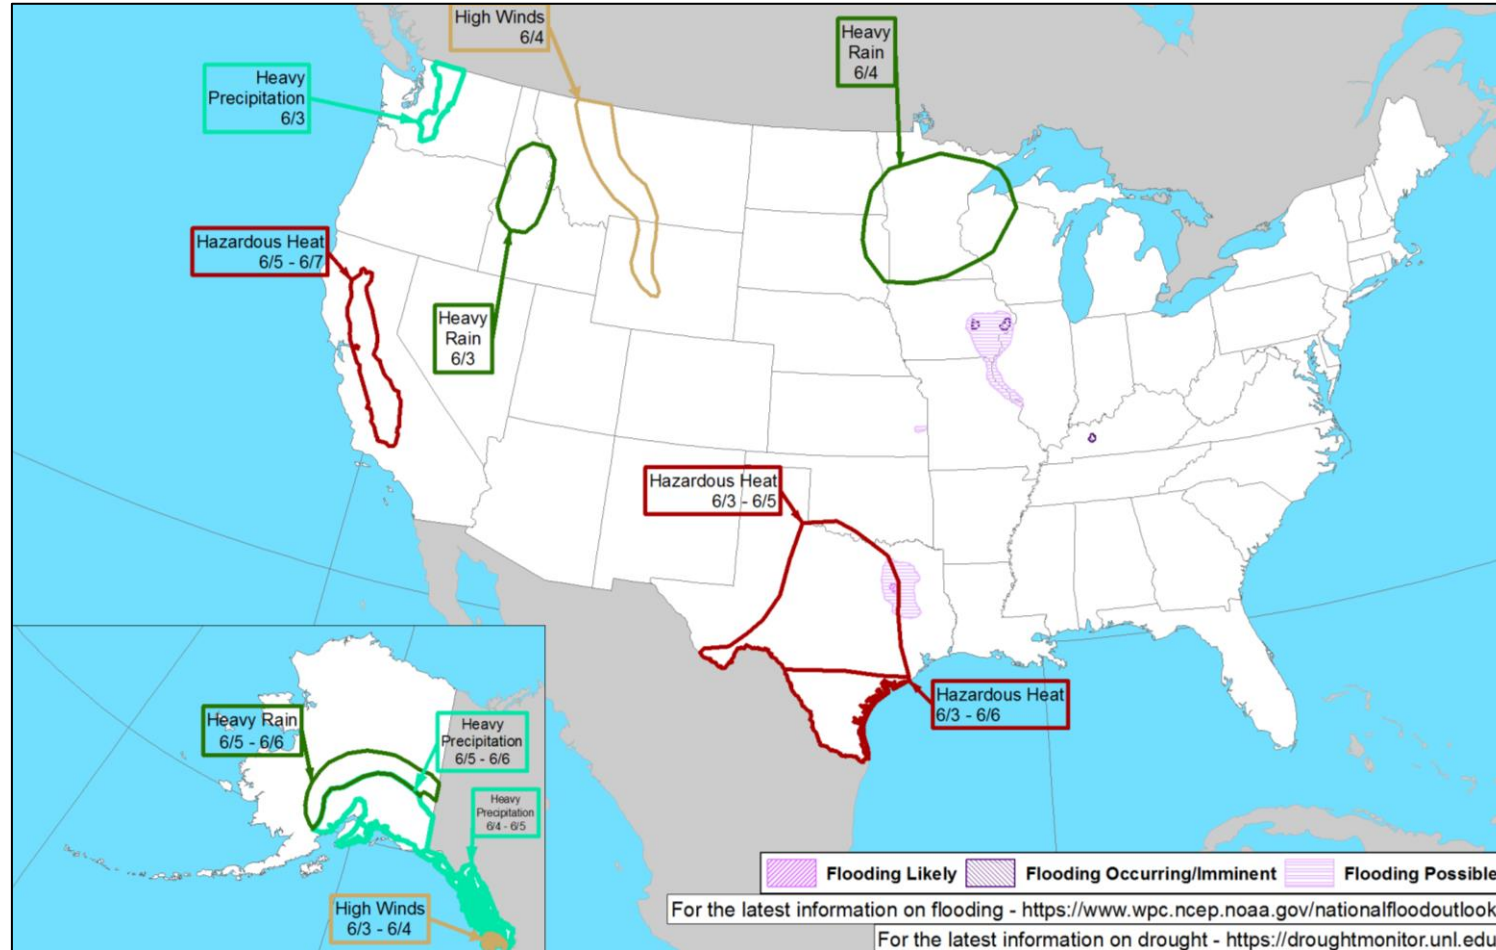 High Winds
6/4
Heavy
Rain
6/4
Heavy
Precipitation
6/3
Hazardous Heat
6/5 - 6/7
Heavy
Rain
6/3
Hazardous Heat
6/3 - 6/5
Hazardous Heat
6/3 - 6/6
Heavy Rain
6/5 - 6/6
Heavy
Precipitation
6/5 - 6/6
Heavy
Precipitation
6/4 - 6/5
High Winds
6/3 - 6/4
Flooding Likely Flooding Occurring/Imminent Flooding Possible
For the latest information on flooding - https://www.wpc.ncep.noaa.gov/nationalfloodoutlook
For the latest information on drought - https://droughtmonitor.unl.edu